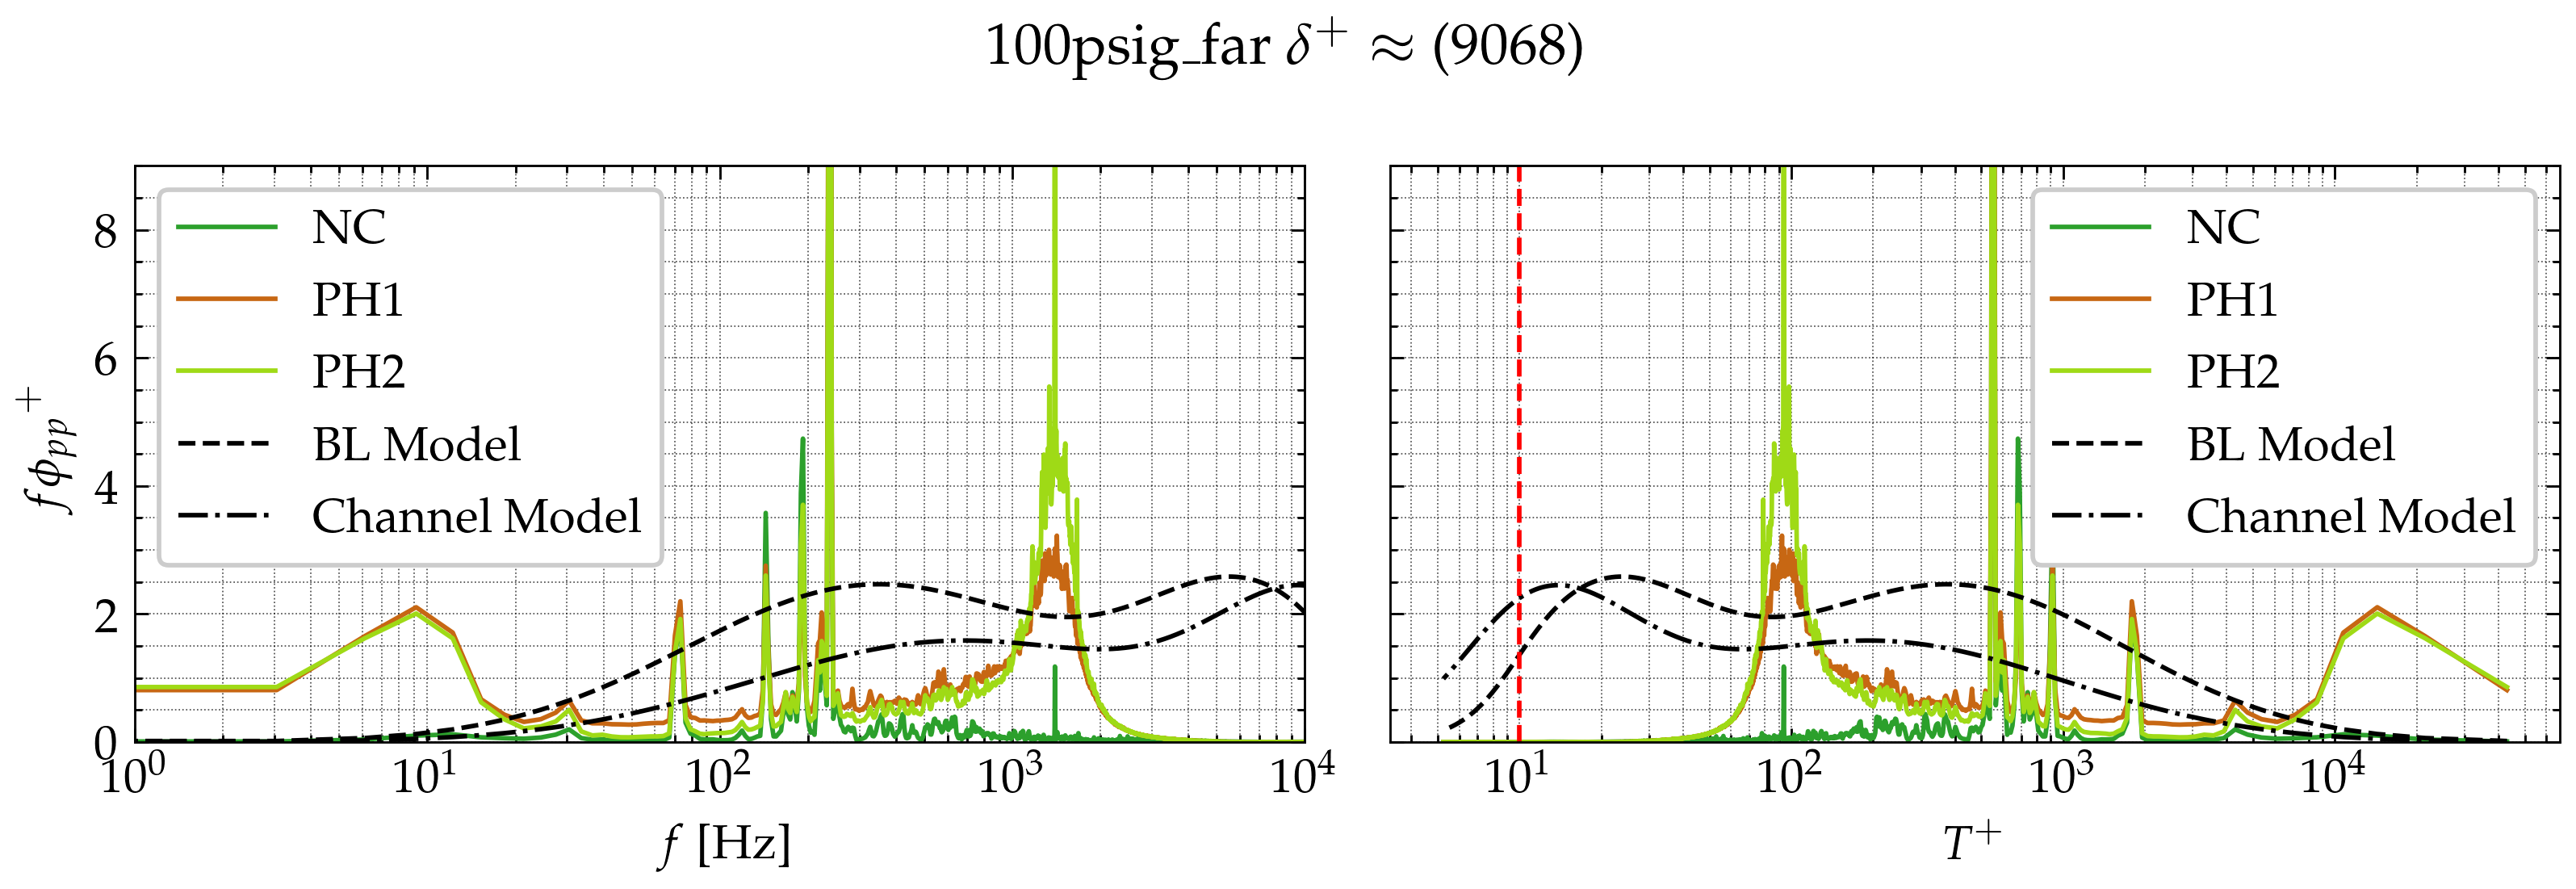 100psig_far δ⁺ ≈ (9068)
fϕₚₚ⁺
8
6
4
2
0
NC
PH1
PH2
BL Model
Channel Model
10⁰ 10¹ 10² 10³ 10⁴
f [Hz]
NC
PH1
PH2
BL Model
Channel Model
10¹ 10² 10³ 10⁴
T⁺